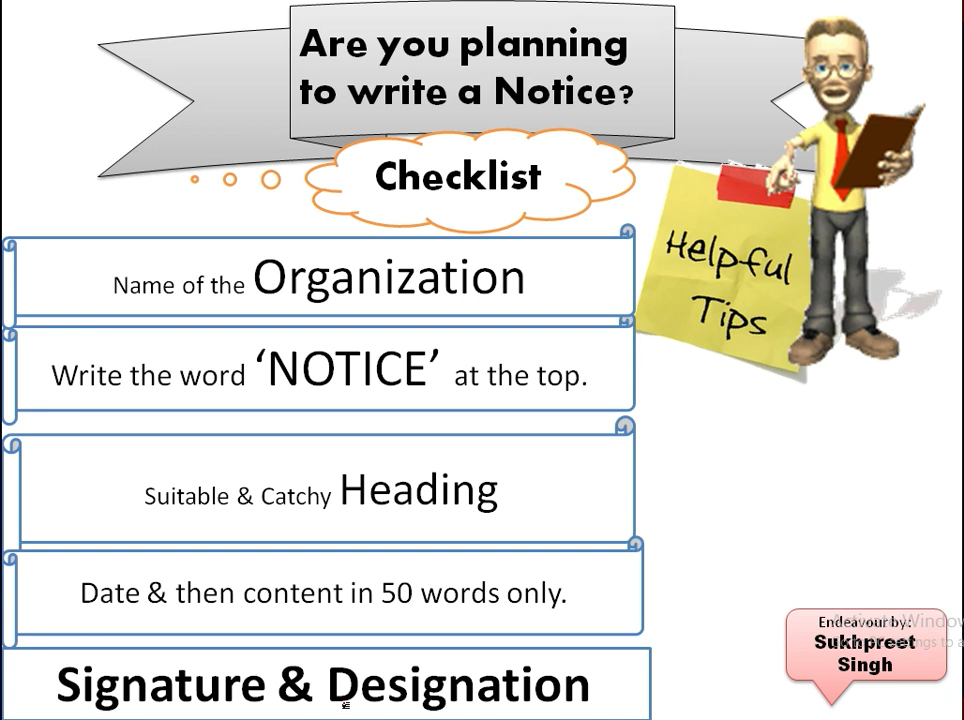 Are you planning
to write a Notice?
Checklist
Helpful
Tips
Name of the Organization
Write the word ‘NOTICE’ at the top.
Suitable & Catchy Heading
Date & then content in 50 words only.
Signature & Designation
Endeavour by:
Sukhpreet
Singh